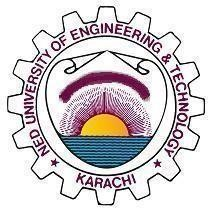 NED UNIVERSITY OF ENGINEERING & TECHNOLOGY
KARACHI